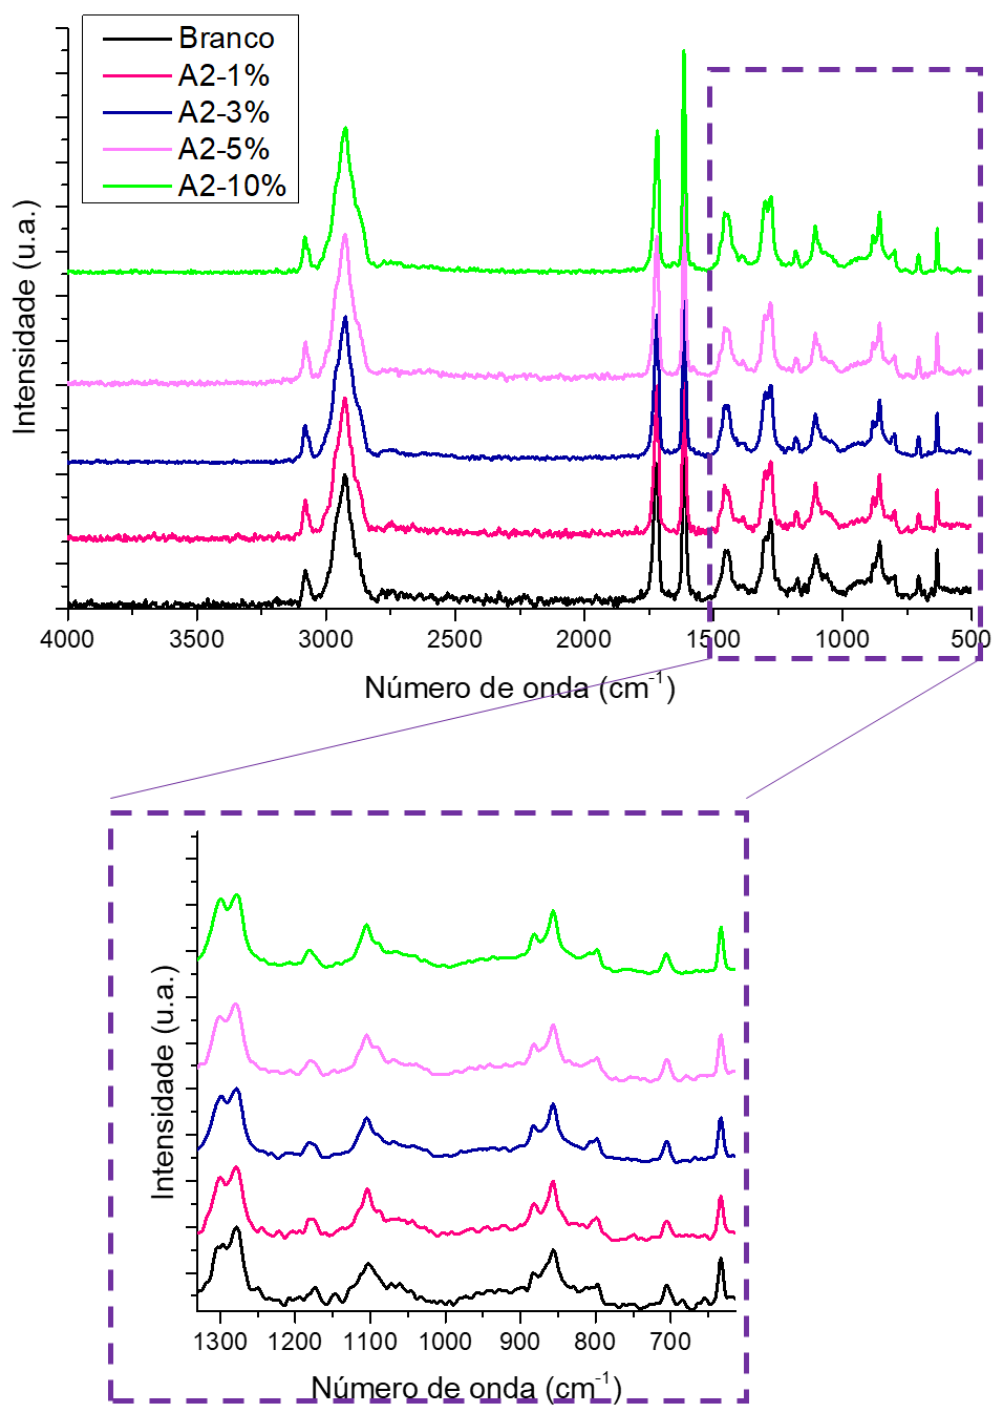 Branco
A2-1%
A2-3%
A2-5%
A2-10%
Intensidade (u.a.)
4000 3500 3000 2500 2000 1500 1000 500
Número de onda (cm⁻¹)
Intensidade (u.a.)
1300 1200 1100 1000 900 800 700
Número de onda (cm⁻¹)